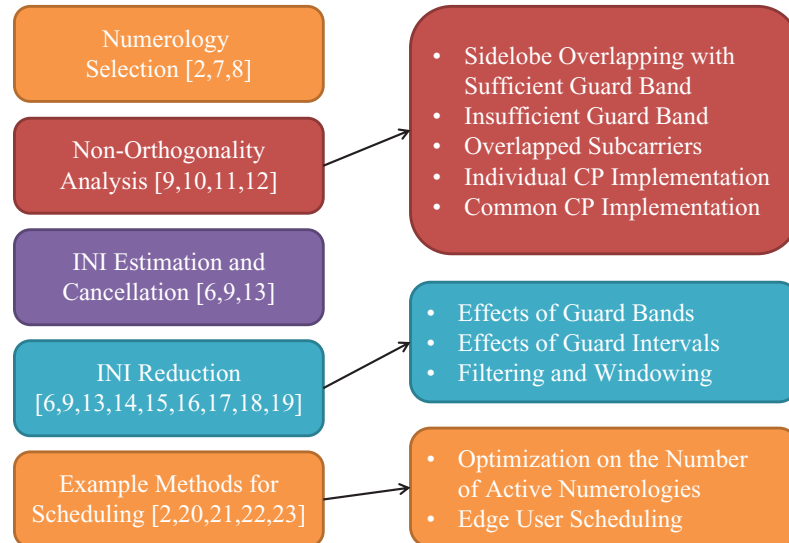 Numerology
Selection [2,7,8]
Non-Orthogonality
Analysis [9,10,11,12]
INI Estimation and
Cancellation [6,9,13]
INI Reduction
[6,9,13,14,15,16,17,18,19]
Example Methods for
Scheduling [2,20,21,22,23]
• Sidelobe Overlapping with
Sufficient Guard Band
• Insufficient Guard Band
• Overlapped Subcarriers
• Individual CP Implementation
• Common CP Implementation
• Effects of Guard Bands
• Effects of Guard Intervals
• Filtering and Windowing
• Optimization on the Number
of Active Numerologies
• Edge User Scheduling